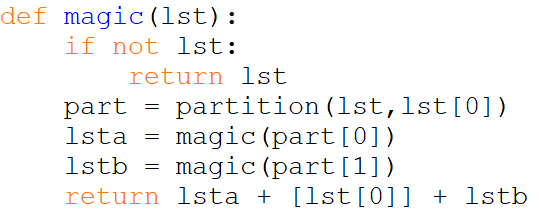 def magic(lst):
    if not lst:
        return lst
    part = partition(lst,lst[0])
    lsta = magic(part[0])
    lstb = magic(part[1])
    return lsta + [lst[0]] + lstb